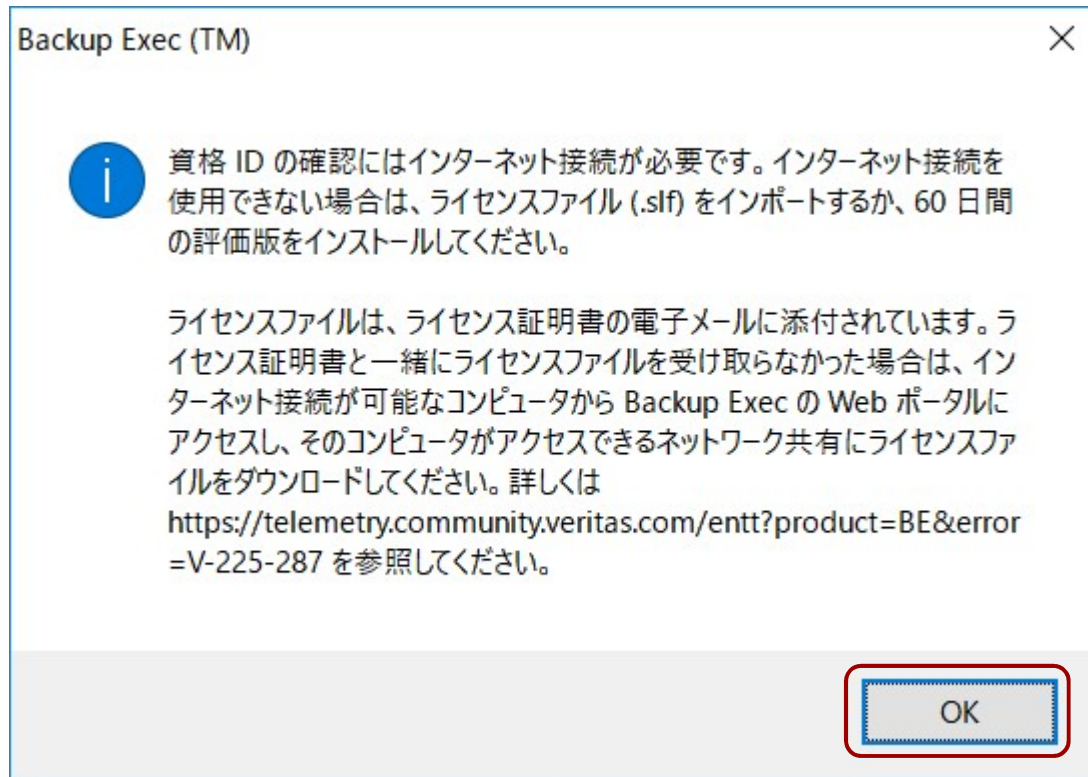 Backup Exec (TM)
資格 ID の確認にはインターネット接続が必要です。インターネット接続を
使用できない場合は、ライセンスファイル (.slf) をインポートするか、60 日間
の評価版をインストールしてください。
ライセンスファイルは、ライセンス証明書の電子メールに添付されています。ラ
イセンス証明書と一緒にライセンスファイルを受け取らなかった場合は、イン
ターネット接続が可能なコンピュータから Backup Exec の Web ポータルに
アクセスし、そのコンピュータがアクセスできるネットワーク共有にライセンスファ
イルをダウンロードしてください。詳しくは
https://telemetry.community.veritas.com/entt?product=BE&error
=V-225-287 を参照してください。
OK